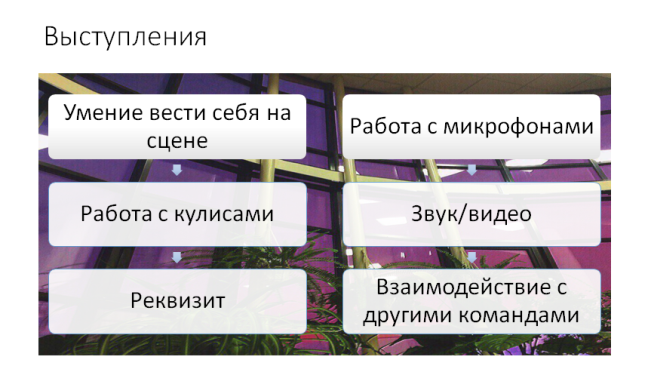 Выступления
Умение вести себя на
сцене
Работа с кулисами
Реквизит
Работа с микрофонами
Звук/видео
Взаимодействие с
другими командами